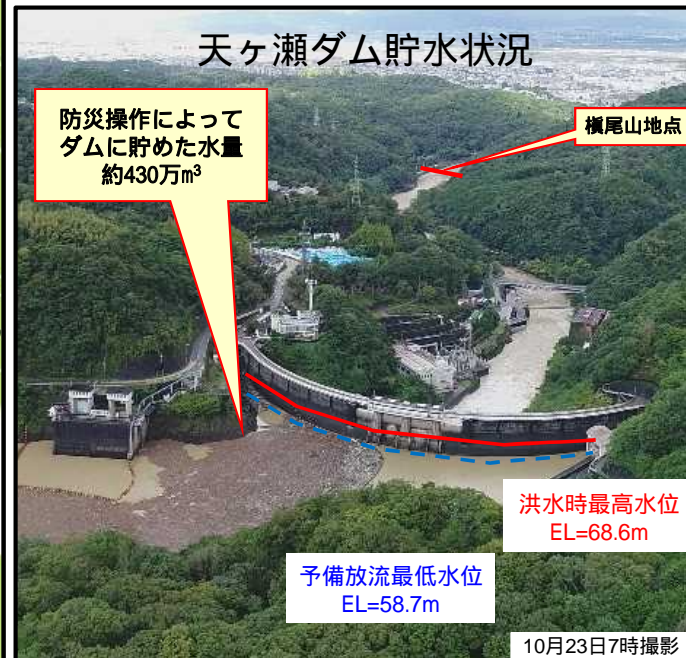 天ヶ瀬ダム貯水状況
防災操作によって
ダムに貯めた水量
約430万m³
槇尾山地点
洪水時最高水位
EL=68.6m
予備放流最低水位
EL=58.7m
10月23日7時撮影